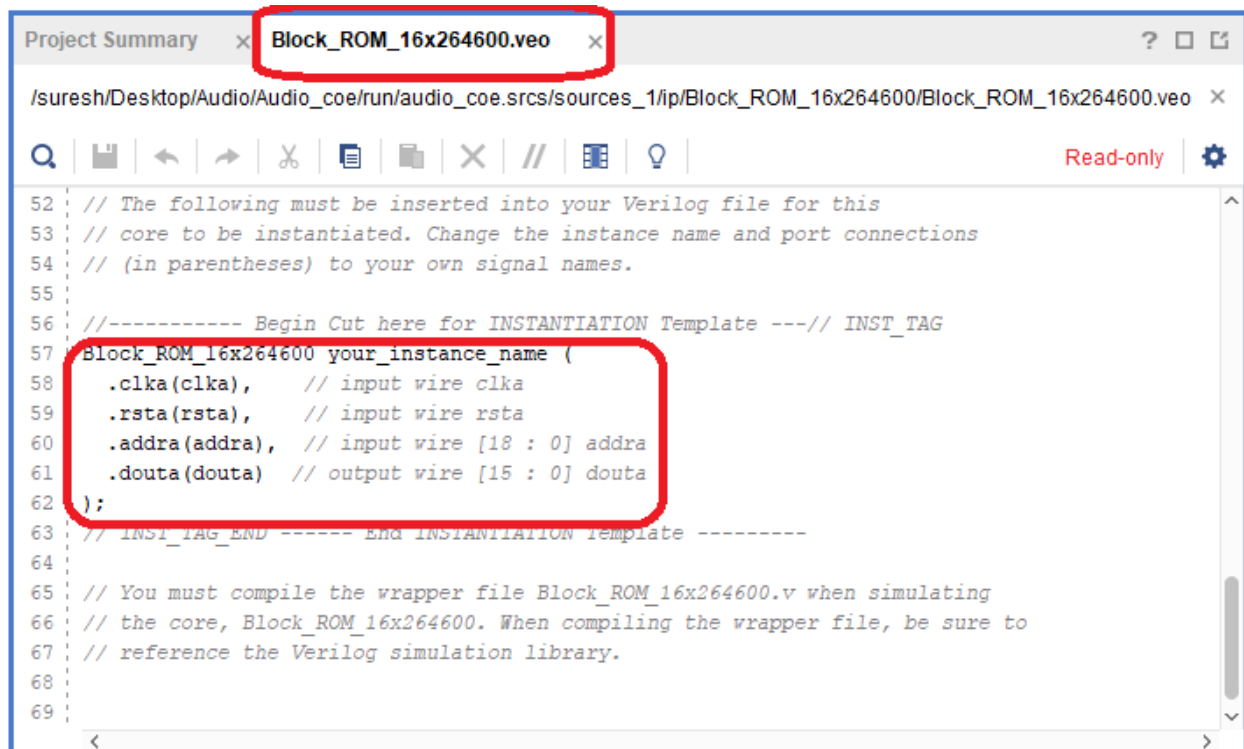 Project Summary × Block_ROM_16x264600.veo ×
/suresh/Desktop/Audio/Audio_coe/run/audio_coe.srcs/sources_1/ip/Block_ROM_16x264600/Block_ROM_16x264600.veo ×
Read-only
52 // The following must be inserted into your Verilog file for this
53 // core to be instantiated. Change the instance name and port connections
54 // (in parentheses) to your own signal names.
55
56 //----------- Begin Cut here for INSTANTIATION Template ---// INST_TAG
57 Block_ROM_16x264600 your_instance_name (
58 .clka(clka), // input wire clka
59 .rsta(rsta), // input wire rsta
60 .addra(addra), // input wire [18 : 0] addra
61 .douta(douta) // output wire [15 : 0] douta
62 );
63 // INST_TAG_END ------ End INSTANTIATION Template ---------
64
65 // You must compile the wrapper file Block_ROM_16x264600.v when simulating
66 // the core, Block_ROM_16x264600. When compiling the wrapper file, be sure to
67 // reference the Verilog simulation library.
68
69